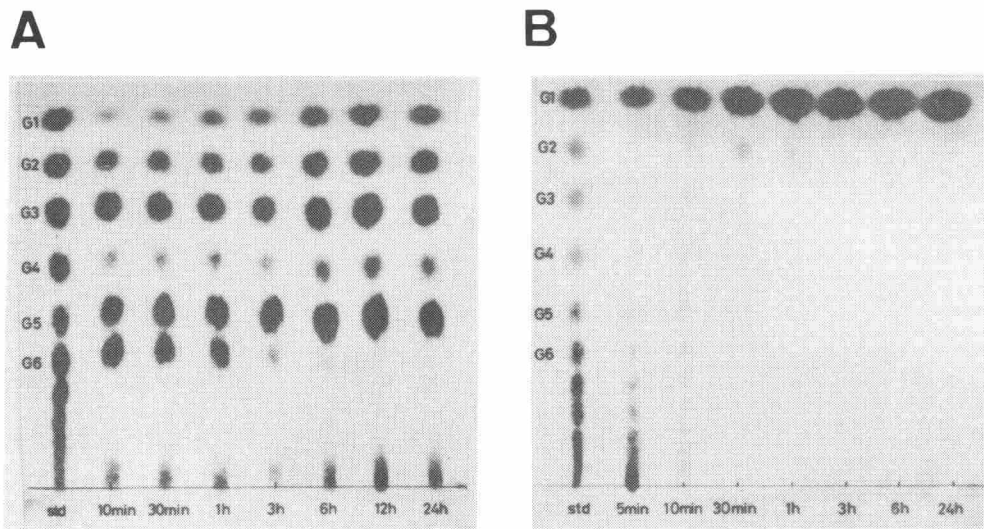 A
G1
G2
G3
G4
G5
G6
std 10min 30min 1h 3h 6h 12h 24h
B
G1
G2
G3
G4
G5
G6
std 5min 10min 30min 1h 3h 6h 24h